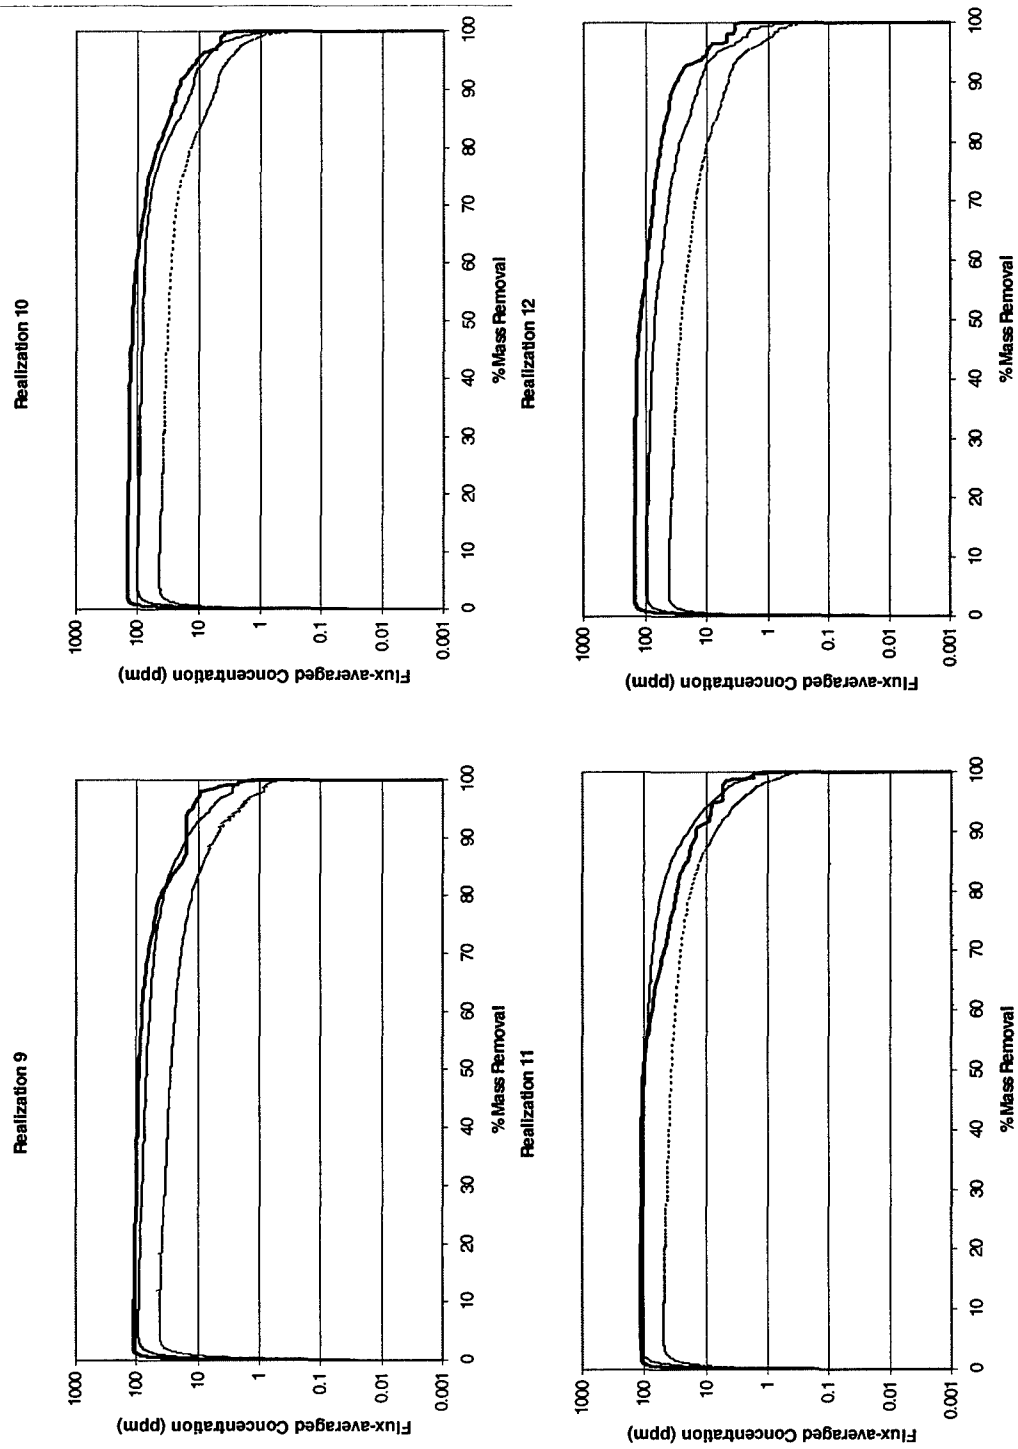 Realization 9
Flux-averaged Concentration (ppm)
1000
100
10
1
0.1
0.01
0.001
0 10 20 30 40 50 60 70 80 90 100
%Mass Removal
Realization 10
Flux-averaged Concentration (ppm)
1000
100
10
1
0.1
0.01
0.001
0 10 20 30 40 50 60 70 80 90 100
%Mass Removal
Realization 11
Flux-averaged Concentration (ppm)
1000
100
10
1
0.1
0.01
0.001
0 10 20 30 40 50 60 70 80 90 100
%Mass Removal
Realization 12
Flux-averaged Concentration (ppm)
1000
100
10
1
0.1
0.01
0.001
0 10 20 30 40 50 60 70 80 90 100
%Mass Removal